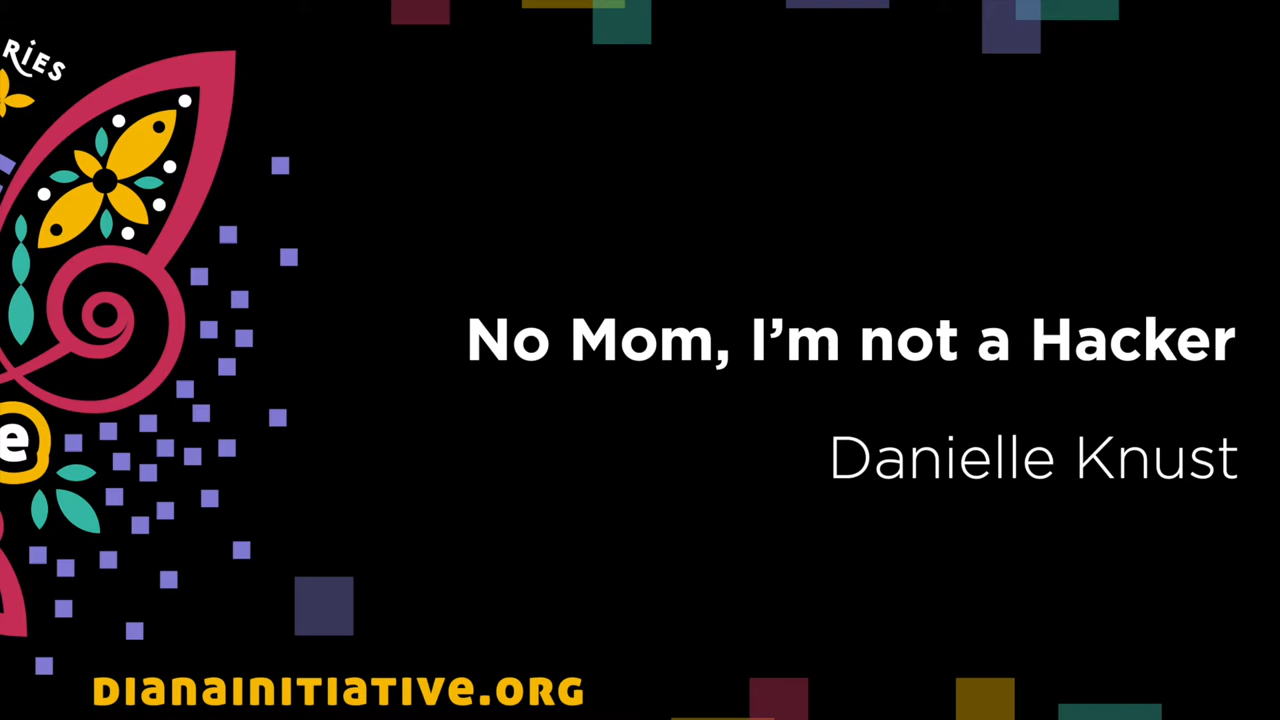 RiES
No Mom, I'm not a Hacker
Danielle Knust
e
DIANAINITIATIVE.ORG